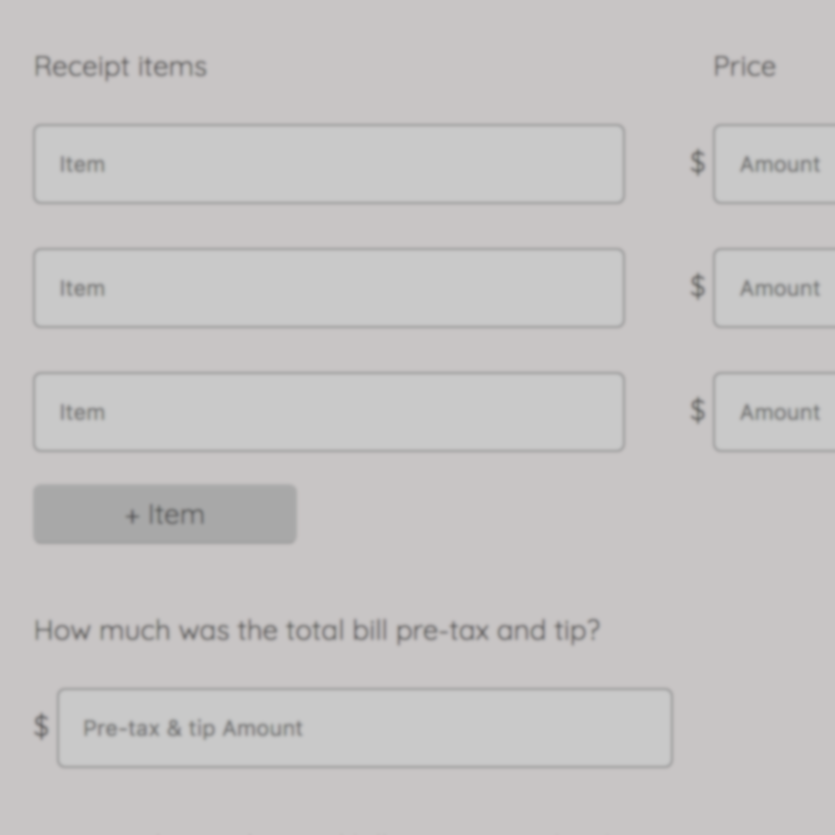 Receipt items Price
Item $ Amount
Item $ Amount
Item $ Amount
+ Item
How much was the total bill pre-tax and tip?
$ Pre-tax & tip Amount